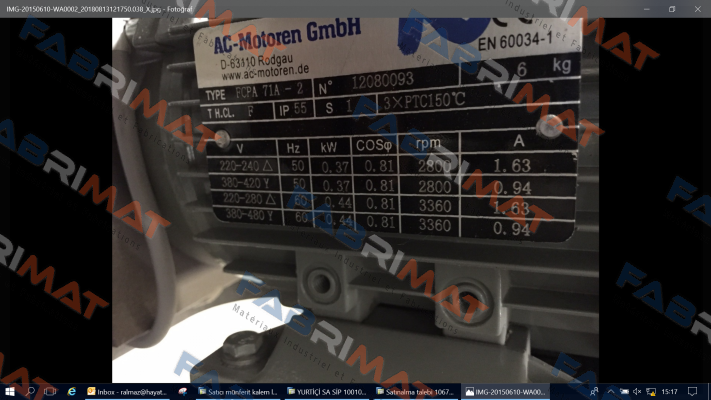 IMG-20150610-WA0002_20180813121750.038_X.jpg - Fotoğraf
AC-Motoren GmbH
EN 60034-1
D-63110 Rodgau
www.ac-motoren.de
6 kg
TYPE FCPA 71A - 2 N° 12080093
TH.CL. F IP 55 S 1 3×PTC150℃
V Hz kW COSφ rpm A
220-240 △ 50 0.37 0.81 2800 1.63
380-420 Y 50 0.37 0.81 2800 0.94
220-280 △ 60 0.44 0.81 3360 1.63
380-480 Y 60 0.44 0.81 3360 0.94
FABRIMAT
Matériel Industriel et Fournitures
Inbox - ralmaz@hayat...
Satıcı münferit kalem l...
YURTİÇİ SA SİP 10010...
Satınalma talebi 1067...
IMG-20150610-WA00...
15:17